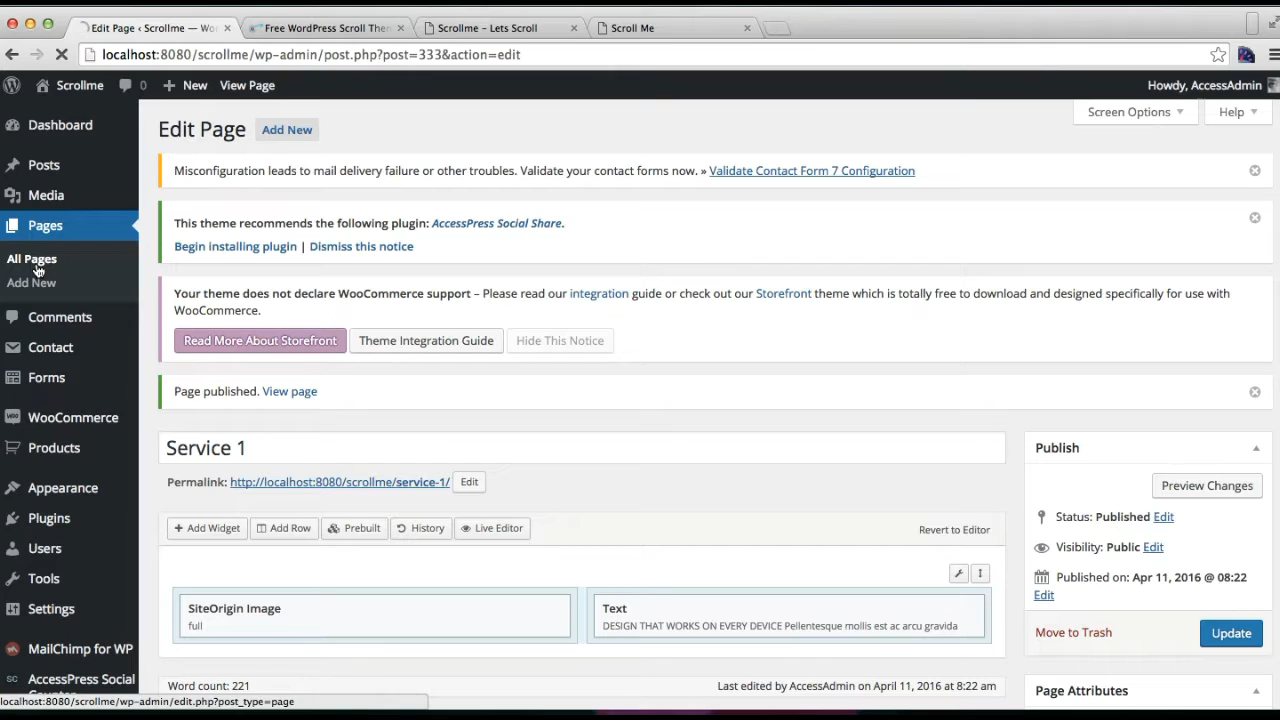 Edit Page ‹ Scrollme — Wo
Free WordPress Scroll Then
Scrollme – Lets Scroll
Scroll Me
localhost:8080/scrollme/wp-admin/post.php?post=333&action=edit
Scrollme
0
New
View Page
Howdy, AccessAdmin
Dashboard
Posts
Media
Pages
All Pages
Add New
Comments
Contact
Forms
WooCommerce
Products
Appearance
Plugins
Users
Tools
Settings
MailChimp for WP
AccessPress Social
Edit Page
Add New
Screen Options
Help
Misconfiguration leads to mail delivery failure or other troubles. Validate your contact forms now. » Validate Contact Form 7 Configuration
This theme recommends the following plugin: AccessPress Social Share.
Begin installing plugin | Dismiss this notice
Your theme does not declare WooCommerce support – Please read our integration guide or check out our Storefront theme which is totally free to download and designed specifically for use with
WooCommerce.
Read More About Storefront
Theme Integration Guide
Hide This Notice
Page published. View page
Service 1
Permalink: http://localhost:8080/scrollme/service-1/ Edit
Add Widget
Add Row
Prebuilt
History
Live Editor
Revert to Editor
SiteOrigin Image
full
Text
DESIGN THAT WORKS ON EVERY DEVICE Pellentesque mollis est ac arcu gravida
Word count: 221
Last edited by AccessAdmin on April 11, 2016 at 8:22 am
Publish
Preview Changes
Status: Published Edit
Visibility: Public Edit
Published on: Apr 11, 2016 @ 08:22
Edit
Move to Trash
Update
Page Attributes
localhost:8080/scrollme/wp-admin/edit.php?post_type=page